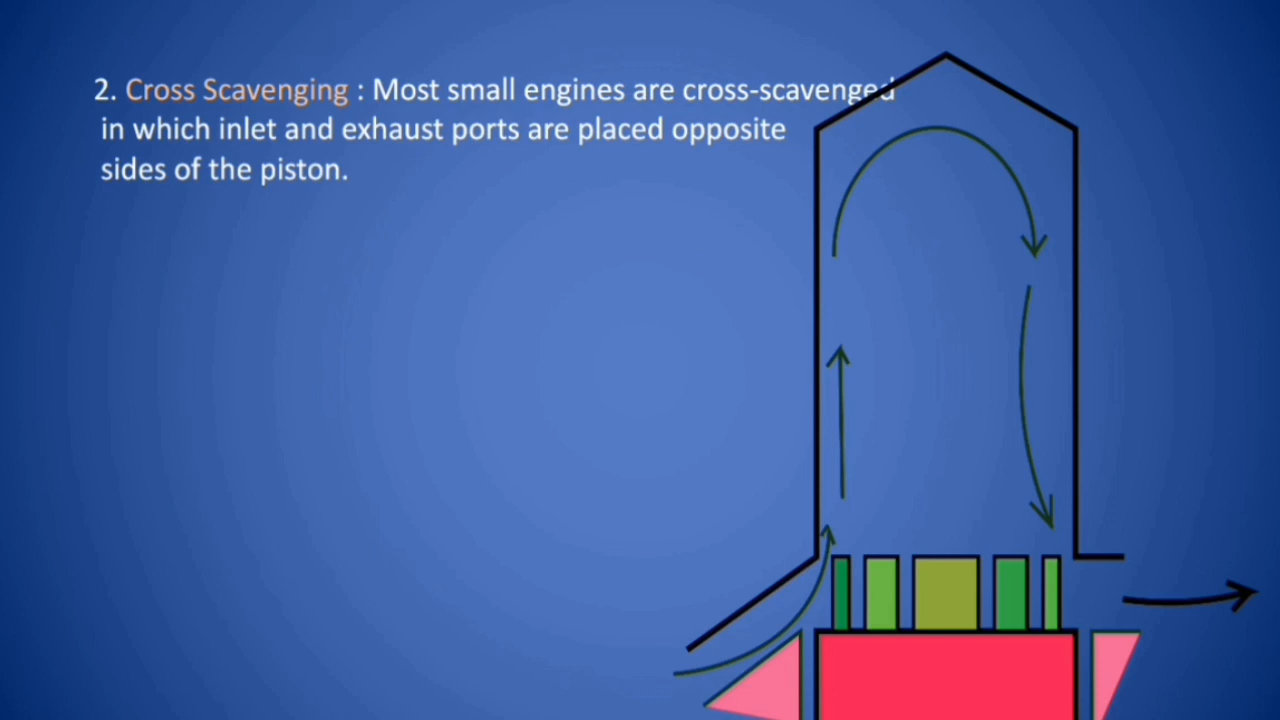 2. Cross Scavenging : Most small engines are cross-scavenged
in which inlet and exhaust ports are placed opposite
sides of the piston.